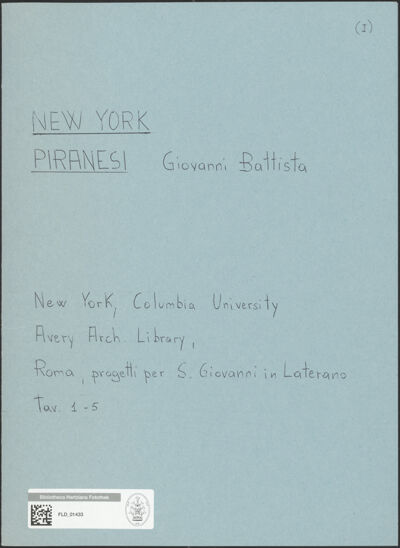 (I)
NEW YORK
PIRANESI Giovanni Battista
New York, Columbia University
Avery Arch. Library,
Roma, progetti per S. Giovanni in Laterano
Tav. 1-5
Bibliotheca Hertziana Fotothek
FLD_01433